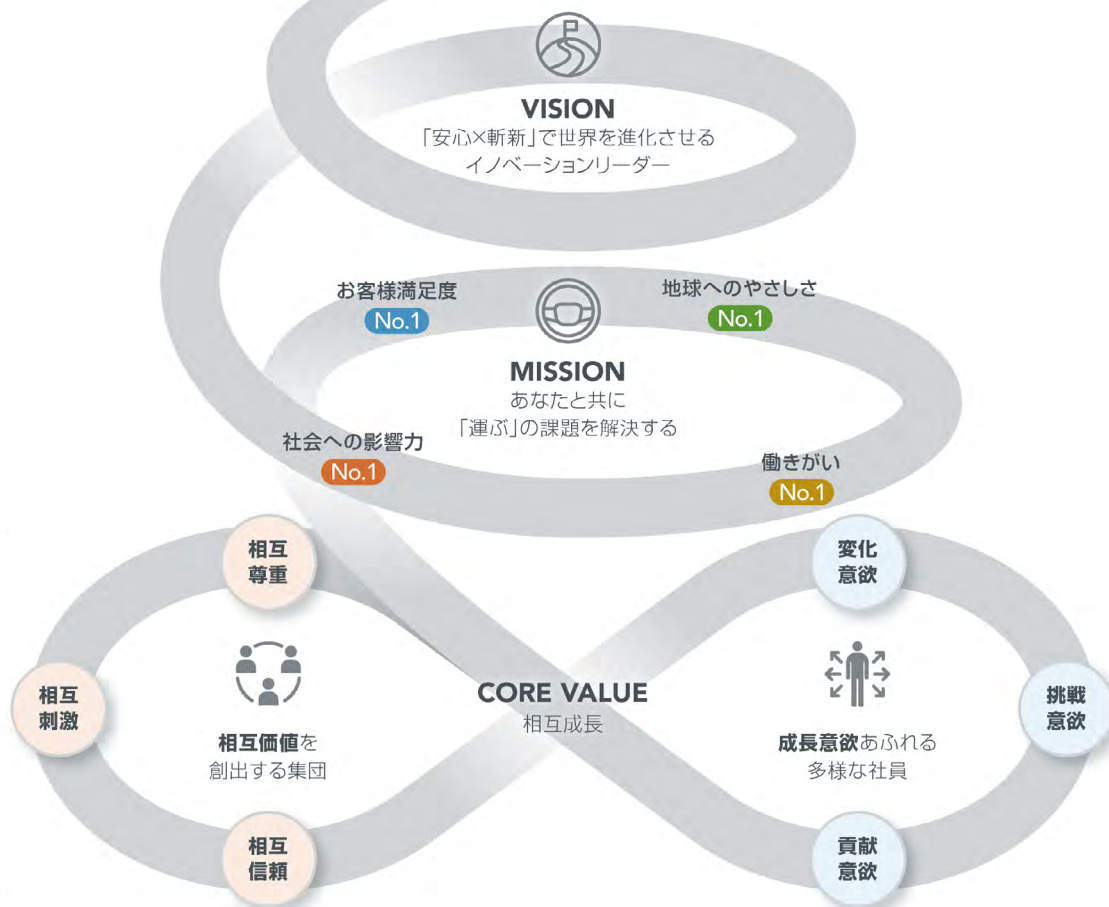 VISION
「安心×斬新」で世界を進化させる
イノベーションリーダー
お客様満足度
No.1
地球へのやさしさ
No.1
MISSION
あなたと共に
「運ぶ」の課題を解決する
社会への影響力
No.1
働きがい
No.1
相互
尊重
相互
刺激
相互価値を
創出する集団
相互
信頼
CORE VALUE
相互成長
変化
意欲
挑戦
意欲
成長意欲あふれる
多様な社員
貢献
意欲